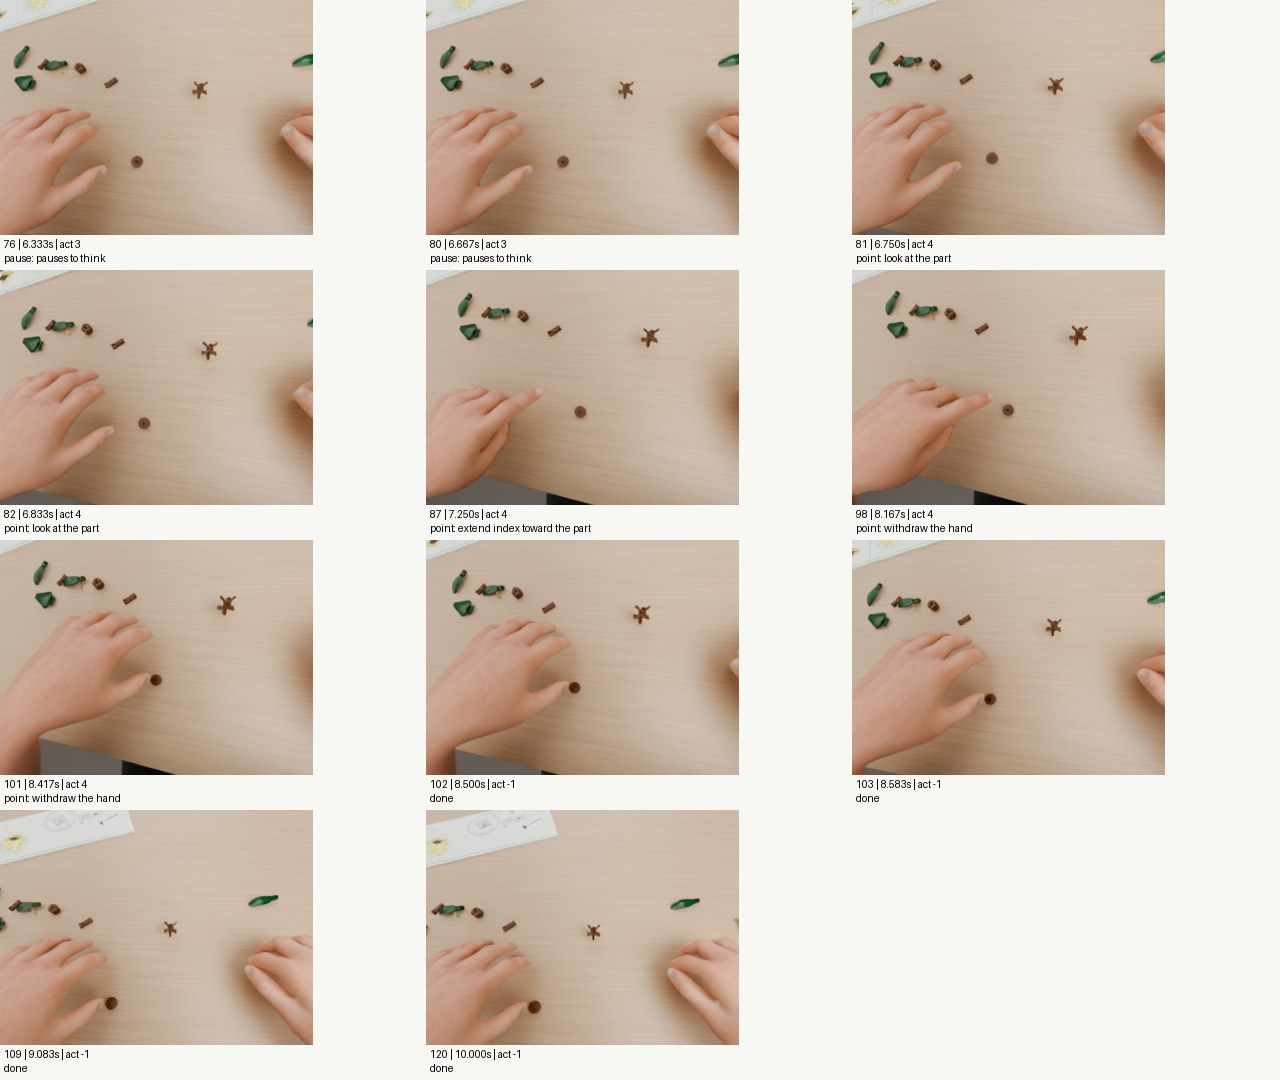 76 | 6.333s | act 3
pause: pauses to think
80 | 6.667s | act 3
pause: pauses to think
81 | 6.750s | act 4
point: look at the part
82 | 6.833s | act 4
point: look at the part
87 | 7.250s | act 4
point: extend index toward the part
98 | 8.167s | act 4
point: withdraw the hand
101 | 8.417s | act 4
point: withdraw the hand
102 | 8.500s | act -1
done
103 | 8.583s | act -1
done
109 | 9.083s | act -1
done
120 | 10.000s | act -1
done